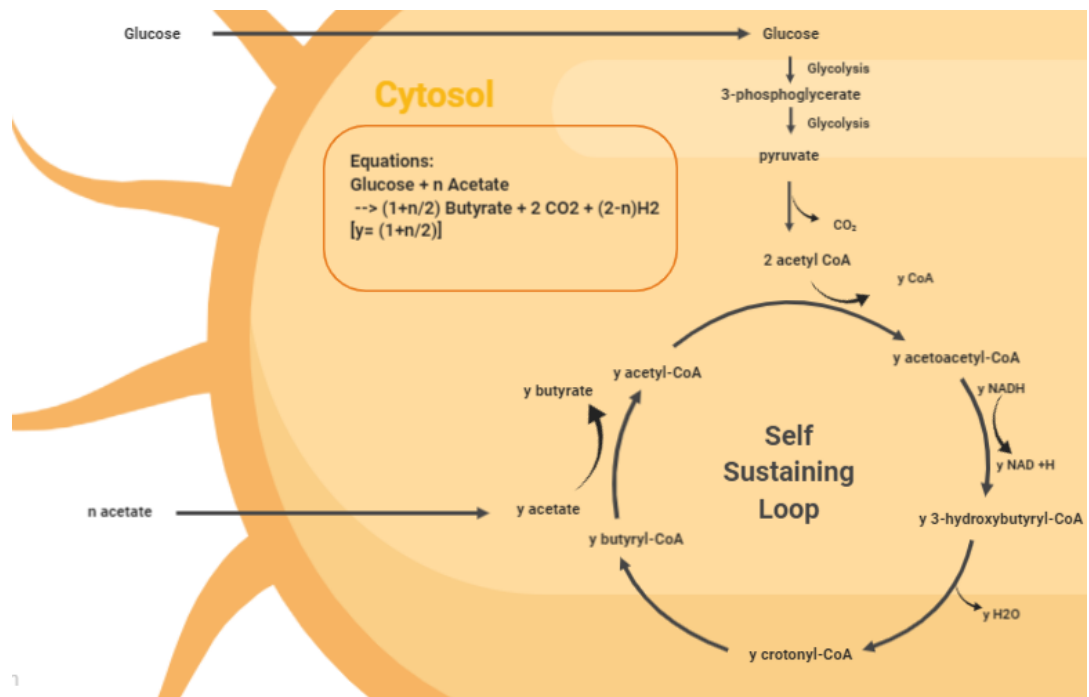 Glucose
Glucose
Glycolysis
Cytosol
3-phosphoglycerate
Glycolysis
pyruvate
Equations:
Glucose + n Acetate
--> (1+n/2) Butyrate + 2 CO2 + (2-n)H2
[y= (1+n/2)]
CO₂
2 acetyl CoA
y CoA
y acetoacetyl-CoA
y acetyl-CoA
y butyrate
y NADH
Self
Sustaining
Loop
y NAD +H
n acetate
y acetate
y 3-hydroxybutyryl-CoA
y butyryl-CoA
y H2O
y crotonyl-CoA